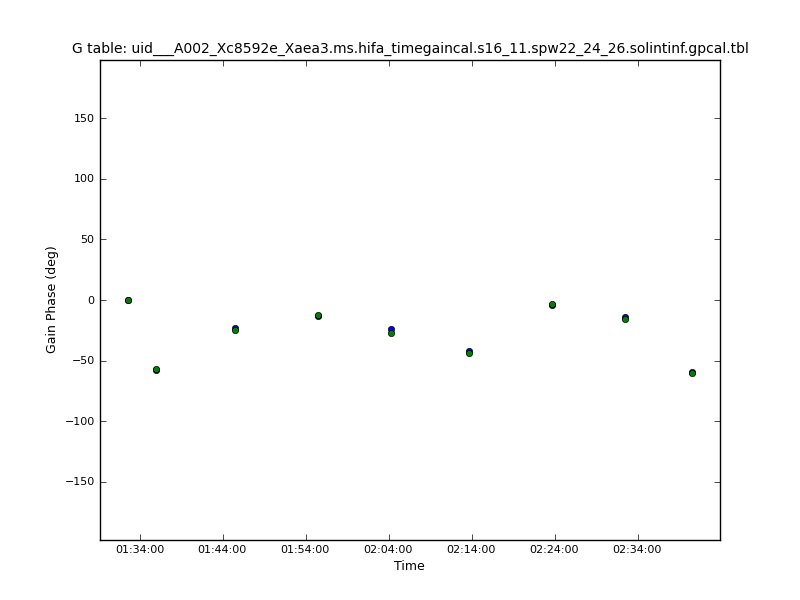 G table: uid___A002_Xc8592e_Xaea3.ms.hifa_timegaincal.s16_11.spw22_24_26.solintinf.gpcal.tbl
150
100
50
0
−50
−100
−150
Gain Phase (deg)
01:34:00 01:44:00 01:54:00 02:04:00 02:14:00 02:24:00 02:34:00
Time